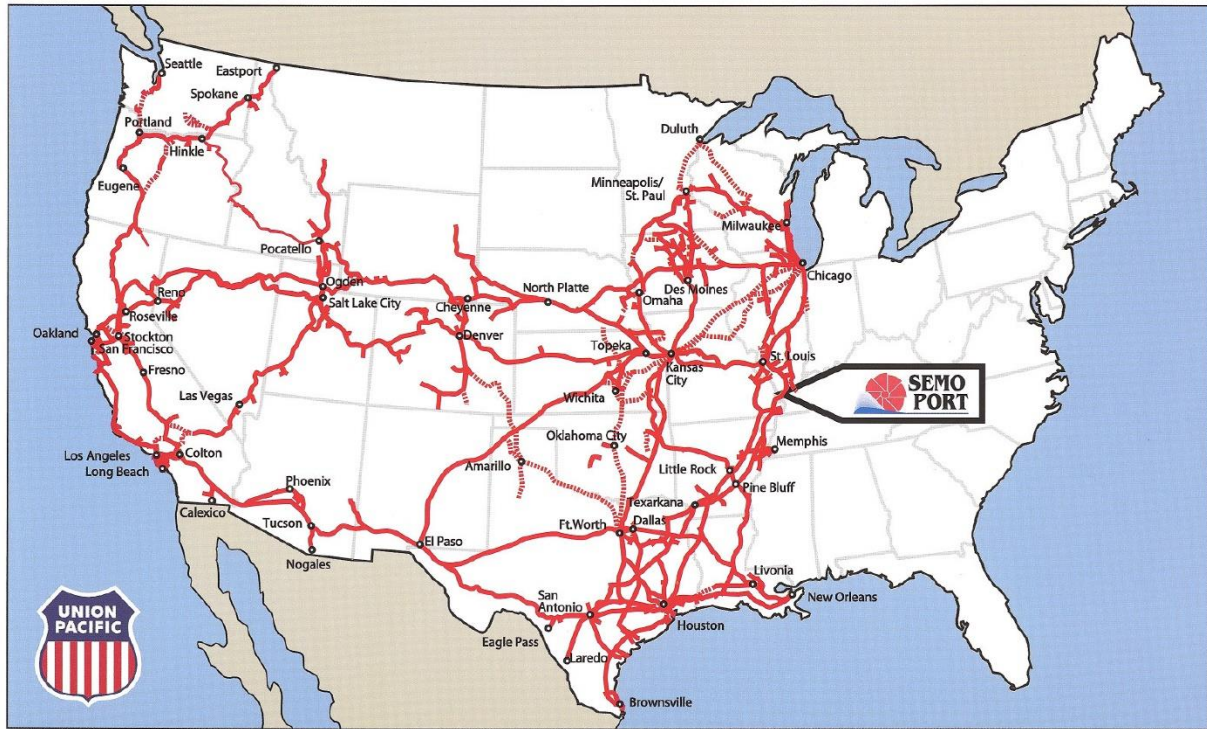 Seattle
Eastport
Spokane
Portland
Hinkle
Eugene
Duluth
Minneapolis/
St. Paul
Milwaukee
Pocatello
Chicago
Ogden
Reno
Salt Lake City
Cheyenne
North Platte
Omaha
Des Moines
Roseville
Oakland
Stockton
San Francisco
Denver
Topeka
Kansas
City
St. Louis
Fresno
SEMO
PORT
Las Vegas
Wichita
Oklahoma City
Memphis
Los Angeles
Colton
Long Beach
Amarillo
Little Rock
Pine Bluff
Phoenix
Texarkana
Calexico
Tucson
Ft.Worth
Dallas
El Paso
Nogales
Livonia
San
Antonio
New Orleans
UNION
PACIFIC
Houston
Eagle Pass
Laredo
Brownsville